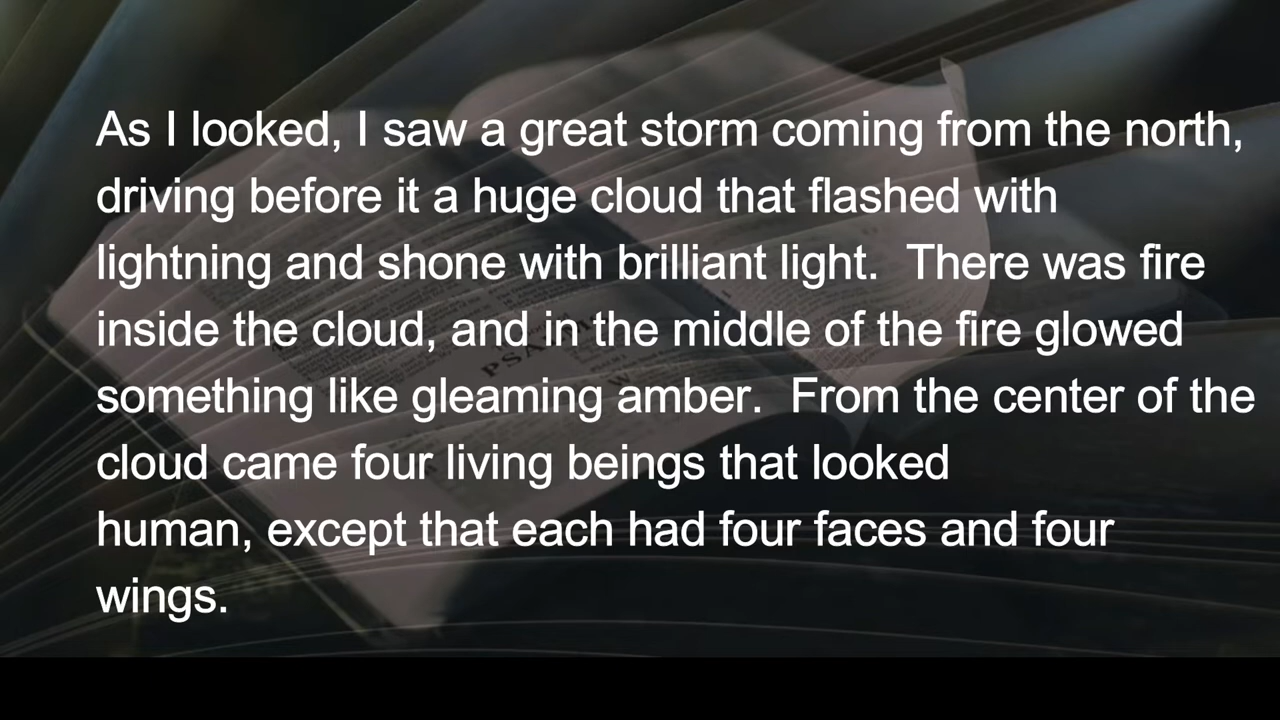 As I looked, I saw a great storm coming from the north,
driving before it a huge cloud that flashed with
lightning and shone with brilliant light.  There was fire
inside the cloud, and in the middle of the fire glowed
something like gleaming amber.  From the center of the
cloud came four living beings that looked
human, except that each had four faces and four
wings.